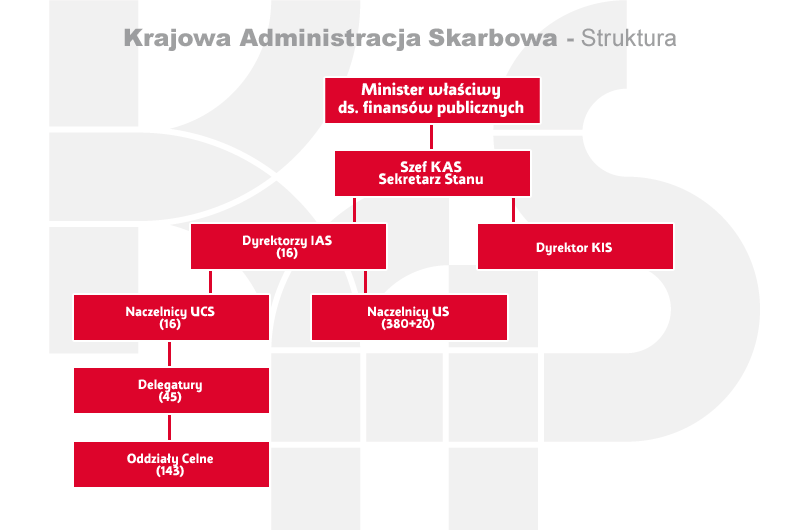 Krajowa Administracja Skarbowa - Struktura
Minister właściwy
ds. finansów publicznych
Szef KAS
Sekretarz Stanu
Dyrektorzy IAS
(16)
Dyrektor KIS
Naczelnicy UCS
(16)
Naczelnicy US
(380+20)
Delegatury
(45)
Oddziały Celne
(143)